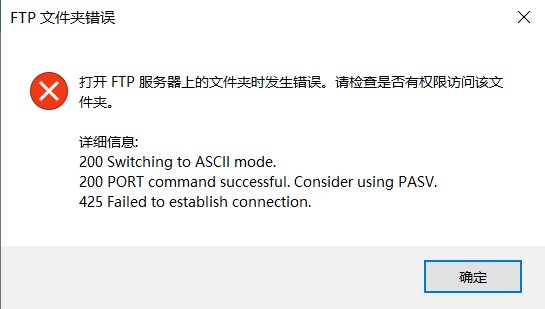 FTP 文件夹错误
打开 FTP 服务器上的文件夹时发生错误。请检查是否有权限访问该文
件夹。
详细信息:
200 Switching to ASCII mode.
200 PORT command successful. Consider using PASV.
425 Failed to establish connection.
确定